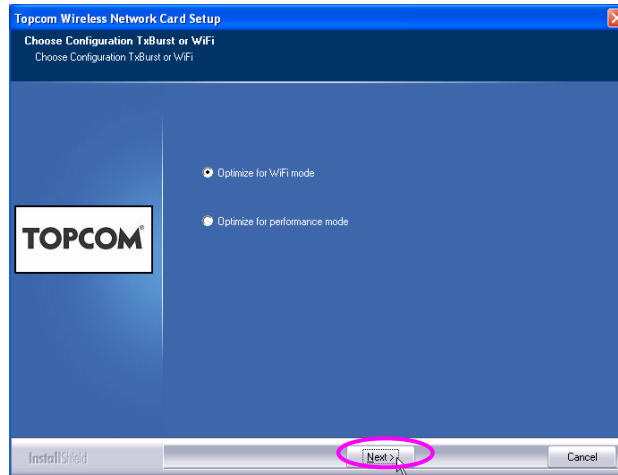 Topcom Wireless Network Card Setup
Choose Configuration TxBurst or WiFi
Choose Configuration TxBurst or WiFi
Optimize for WiFi mode
Optimize for performance mode
TOPCOM®
InstallShield
Next >
Cancel